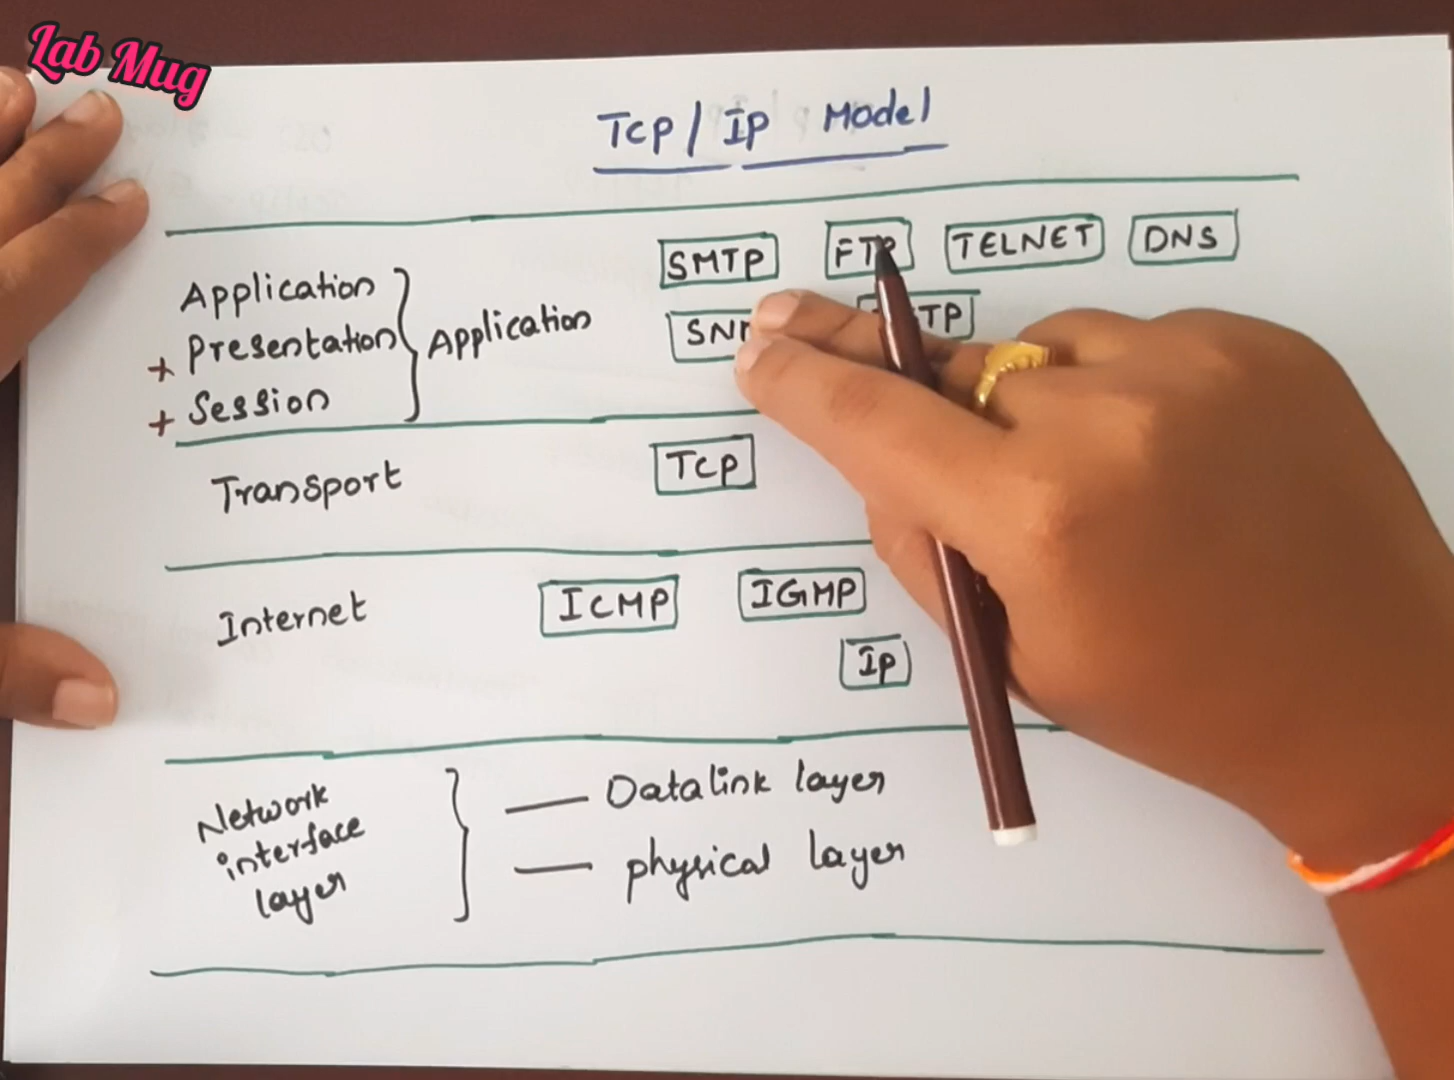 Lab Mug
TCP / IP Model
SMTP FTP TELNET DNS
Application
+ Presentation
+ Session
Application
Transport
TCP
Internet
ICMP IGMP
IP
Network
interface
layer
— Datalink layer
— physical layer